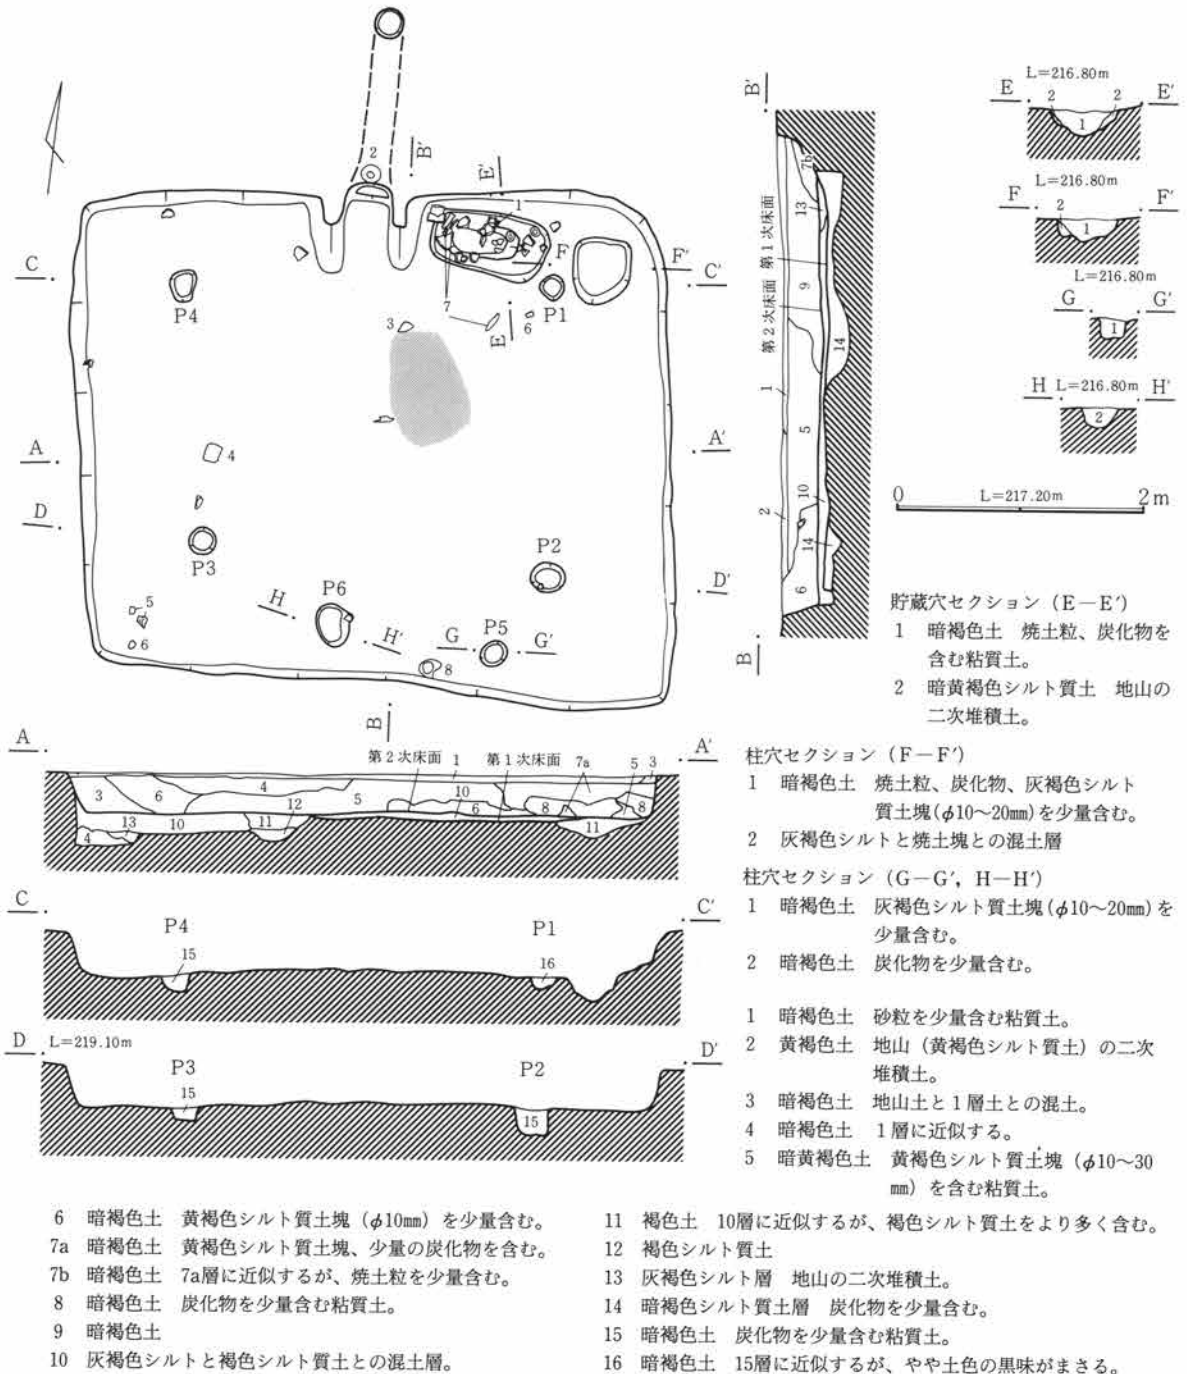 2
B′
E′
1
F
F′
C
C′
P4
7
P1
3
E
6
A
4
A′
D
P3
P2
D′
H
P6
5
6
H′
G
P5
G′
8
B
B′
7b
13
第1次床面
第2次床面
9
14
1
5
10
2
14
6
B
L=216.80m
E
2
2
E′
1
L=216.80m
F
2
F′
1
L=216.80m
G
G′
1
H
L=216.80m
H′
2
0
L=217.20m
2m
貯蔵穴セクション (E—E′)
1 暗褐色土 焼土粒、炭化物を
含む粘質土。
2 暗黄褐色シルト質土 地山の
二次堆積土。
A
第2次床面
1
第1次床面
7a
5
3
A′
3
6
4
5
10
12
6
8
8
13
10
11
11
4
柱穴セクション (F—F′)
1 暗褐色土 焼土粒、炭化物、灰褐色シルト
質土塊(φ10〜20㎜)を少量含む。
2 灰褐色シルトと焼土塊との混土層
柱穴セクション (G—G′, H—H′)
1 暗褐色土 灰褐色シルト質土塊(φ10〜20㎜)を
少量含む。
2 暗褐色土 炭化物を少量含む。
C
P4
P1
C′
15
16
D
L=219.10m
P3
P2
D′
15
15
1 暗褐色土 砂粒を少量含む粘質土。
2 黄褐色土 地山 (黄褐色シルト質土) の二次
堆積土。
3 暗褐色土 地山土と1層土との混土。
4 暗褐色土 1層に近似する。
5 暗黄褐色土 黄褐色シルト質土塊 (φ10〜30
㎜) を含む粘質土。
6 暗褐色土 黄褐色シルト質土塊 (φ10㎜) を少量含む。
7a 暗褐色土 黄褐色シルト質土塊、少量の炭化物を含む。
7b 暗褐色土 7a層に近似するが、焼土粒を少量含む。
8 暗褐色土 炭化物を少量含む粘質土。
9 暗褐色土
10 灰褐色シルトと褐色シルト質土との混土層。
11 褐色土 10層に近似するが、褐色シルト質土をより多く含む。
12 褐色シルト質土
13 灰褐色シルト層 地山の二次堆積土。
14 暗褐色シルト質土層 炭化物を少量含む。
15 暗褐色土 炭化物を少量含む粘質土。
16 暗褐色土 15層に近似するが、やや土色の黒味がまさる。